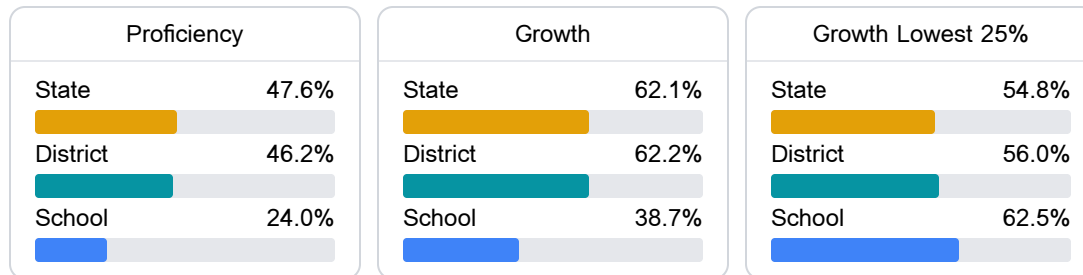 Proficiency
State 47.6%
District 46.2%
School 24.0%
Growth
State 62.1%
District 62.2%
School 38.7%
Growth Lowest 25%
State 54.8%
District 56.0%
School 62.5%